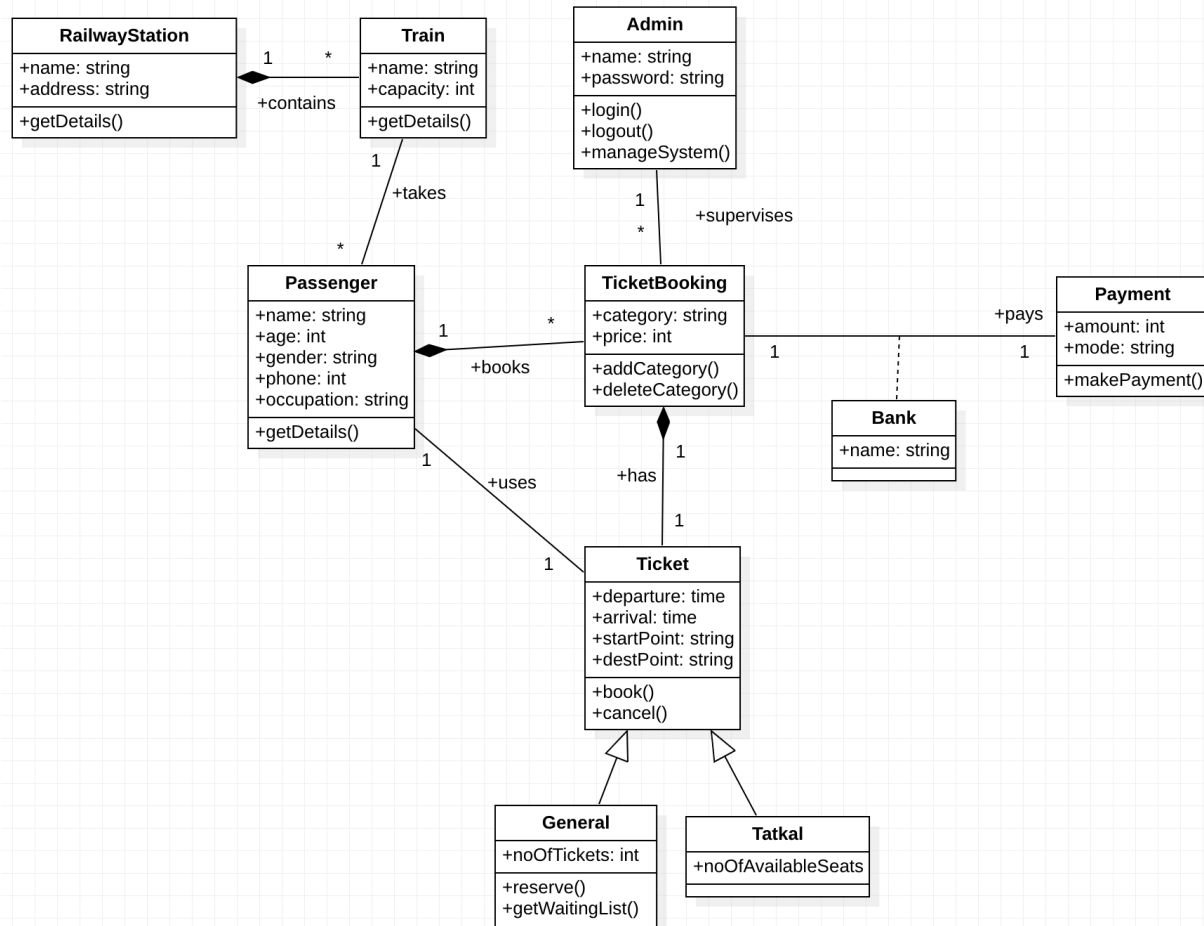 RailwayStation
+name: string
+address: string
+getDetails()
1
*
+contains
Train
+name: string
+capacity: int
+getDetails()
Admin
+name: string
+password: string
+login()
+logout()
+manageSystem()
1
+takes
*
1
*
+supervises
Passenger
+name: string
+age: int
+gender: string
+phone: int
+occupation: string
+getDetails()
1
*
+books
TicketBooking
+category: string
+price: int
+addCategory()
+deleteCategory()
+pays
1
1
Payment
+amount: int
+mode: string
+makePayment()
Bank
+name: string
1
+uses
1
1
+has
1
Ticket
+departure: time
+arrival: time
+startPoint: string
+destPoint: string
+book()
+cancel()
General
+noOfTickets: int
+reserve()
+getWaitingList()
Tatkal
+noOfAvailableSeats